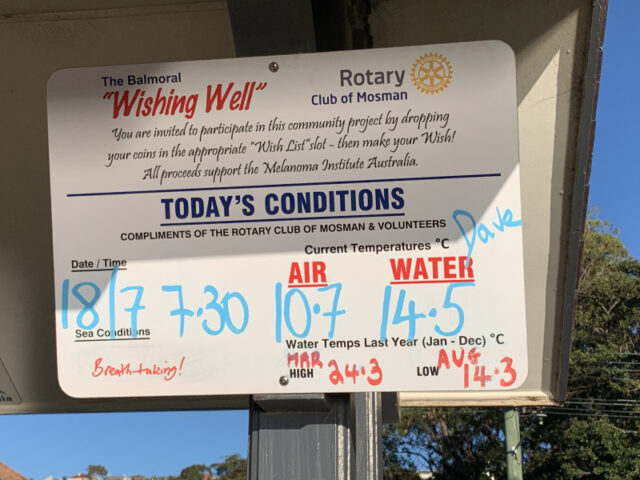 The Balmoral
"Wishing Well"
Rotary
Club of Mosman
You are invited to participate in this community project by dropping
your coins in the appropriate "Wish List" slot - then make your Wish!
All proceeds support the Melanoma Institute Australia.
TODAY'S CONDITIONS
COMPLIMENTS OF THE ROTARY CLUB OF MOSMAN & VOLUNTEERS
Dave
Current Temperatures °C
Date / Time
AIR WATER
18/7 7.30 10.7 14.5
Sea Conditions
Breath-taking!
Water Temps Last Year (Jan - Dec) °C
MAR HIGH 24.3 LOW AUG 14.3